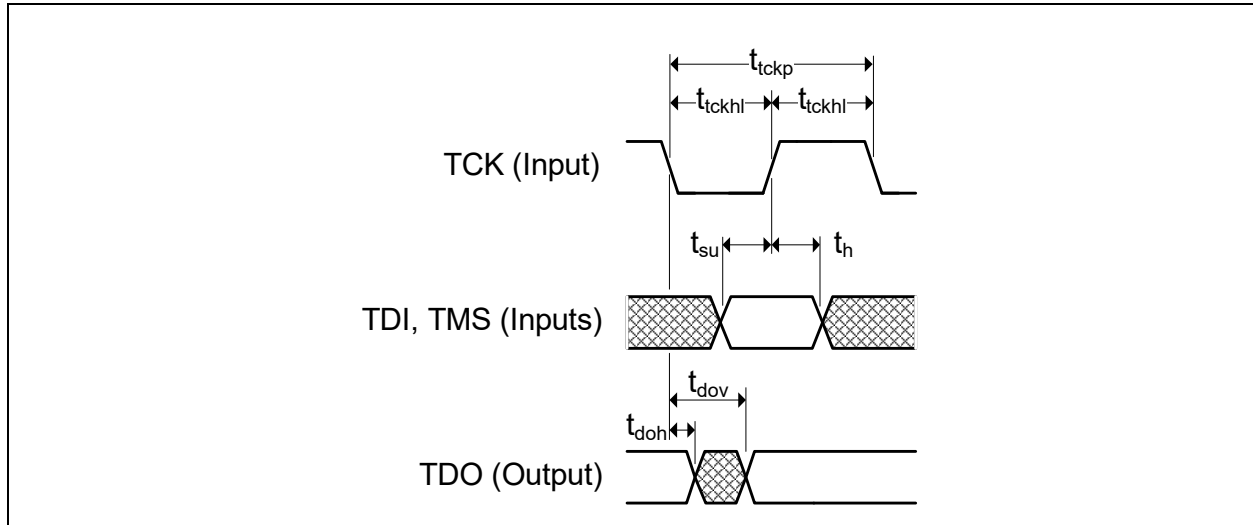 t_tckp
t_tckhl t_tckhl
TCK (Input)
t_su t_h
TDI, TMS (Inputs)
t_dov
t_doh
TDO (Output)